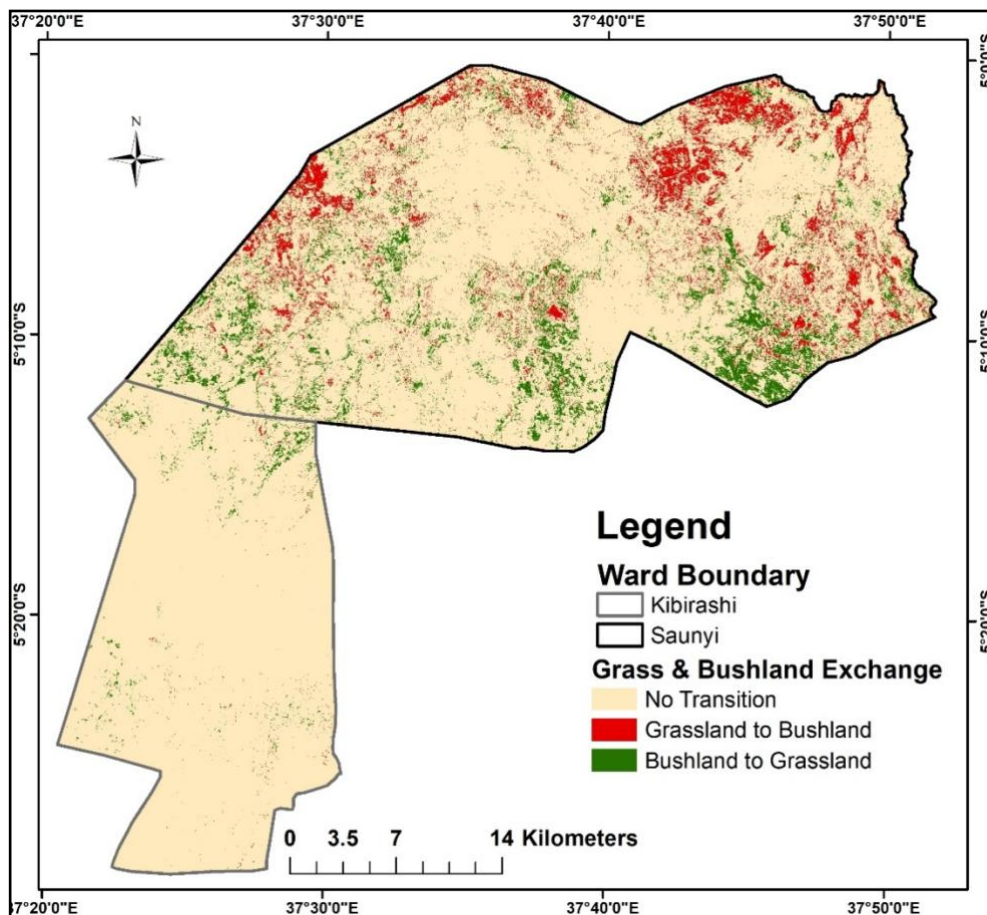 37°20'0"E 37°30'0"E 37°40'0"E 37°50'0"E
5°0'0"S
N
5°10'0"S
5°10'0"S
5°20'0"S
5°20'0"S
Legend
Ward Boundary
Kibirashi
Saunyi
Grass & Bushland Exchange
No Transition
Grassland to Bushland
Bushland to Grassland
0 3.5 7 14 Kilometers
37°20'0"E 37°30'0"E 37°40'0"E 37°50'0"E